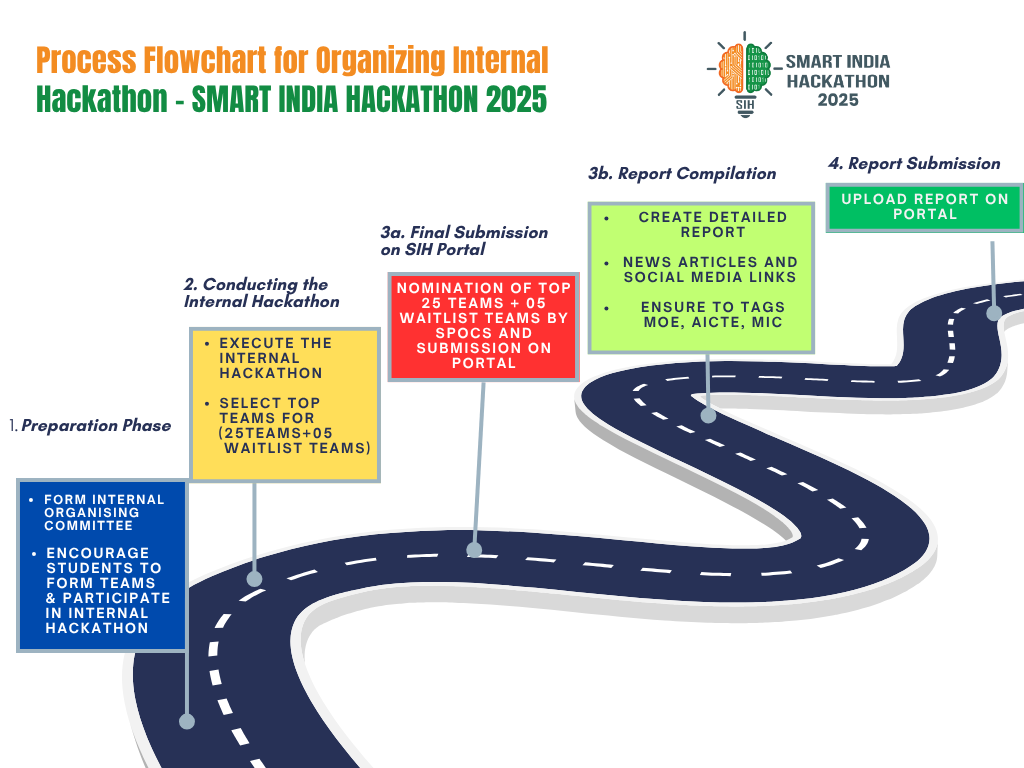 Process Flowchart for Organizing Internal
Hackathon - SMART INDIA HACKATHON 2025
SIH
SMART INDIA
HACKATHON
2025
1. Preparation Phase
• FORM INTERNAL
ORGANISING
COMMITTEE
• ENCOURAGE
STUDENTS TO
FORM TEAMS
& PARTICIPATE
IN INTERNAL
HACKATHON
2. Conducting the
Internal Hackathon
• EXECUTE THE
INTERNAL
HACKATHON
• SELECT TOP
TEAMS FOR
(25TEAMS+05
WAITLIST TEAMS)
3a. Final Submission
on SIH Portal
NOMINATION OF TOP
25 TEAMS + 05
WAITLIST TEAMS BY
SPOCS AND
SUBMISSION ON
PORTAL
3b. Report Compilation
• CREATE DETAILED
REPORT
• NEWS ARTICLES AND
SOCIAL MEDIA LINKS
• ENSURE TO TAGS
MOE, AICTE, MIC
4. Report Submission
UPLOAD REPORT ON
PORTAL